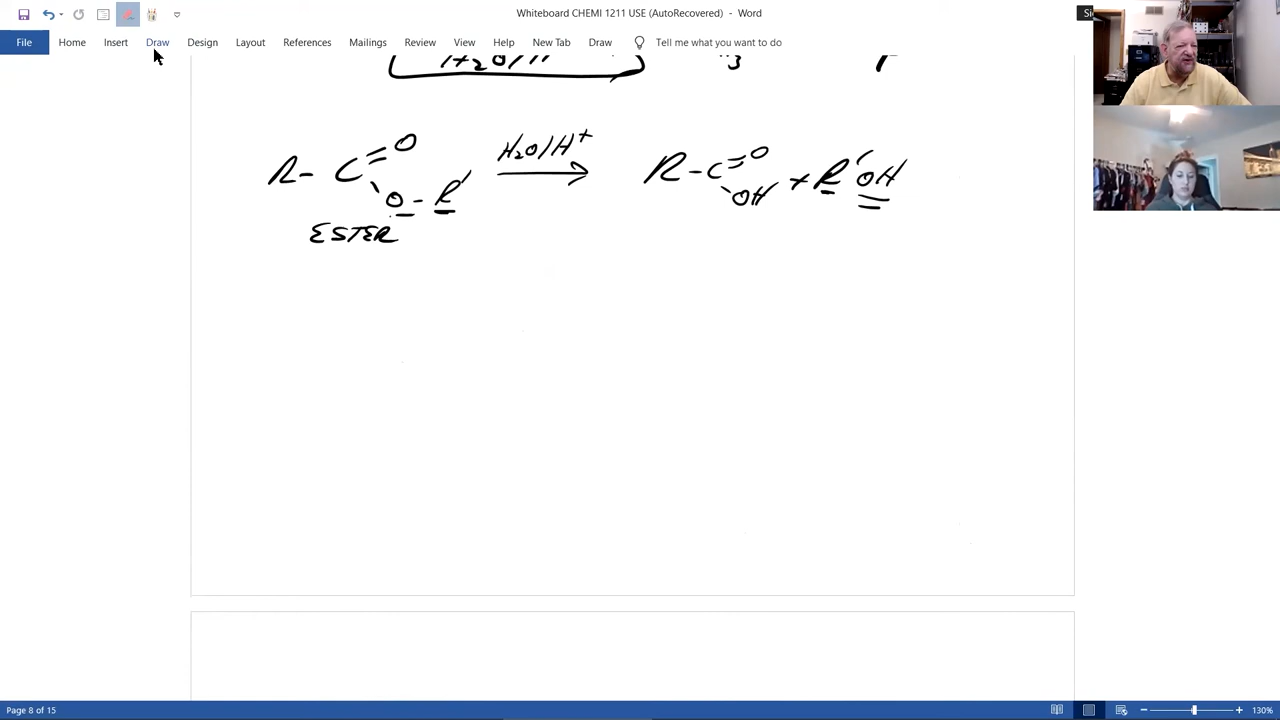 Whiteboard CHEMI 1211 USE (AutoRecovered) - Word
File Home Insert Draw Design Layout References Mailings Review View Help New Tab Draw Tell me what you want to do
R-C=O O-R' H2O/H+ → R-C=O OH + R'OH
ESTER
Page 8 of 15
130%